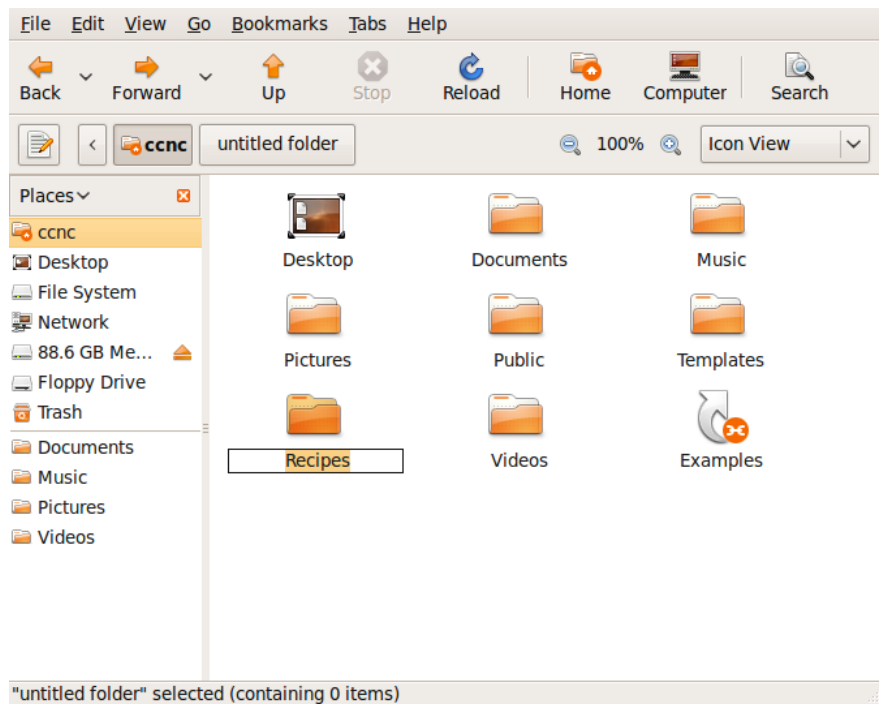 File Edit View Go Bookmarks Tabs Help
Back Forward Up Stop Reload Home Computer Search
ccnc untitled folder 100% Icon View
Places
ccnc
Desktop
File System
Network
88.6 GB Me...
Floppy Drive
Trash
Documents
Music
Pictures
Videos
Desktop Documents Music
Pictures Public Templates
Recipes Videos Examples
"untitled folder" selected (containing 0 items)